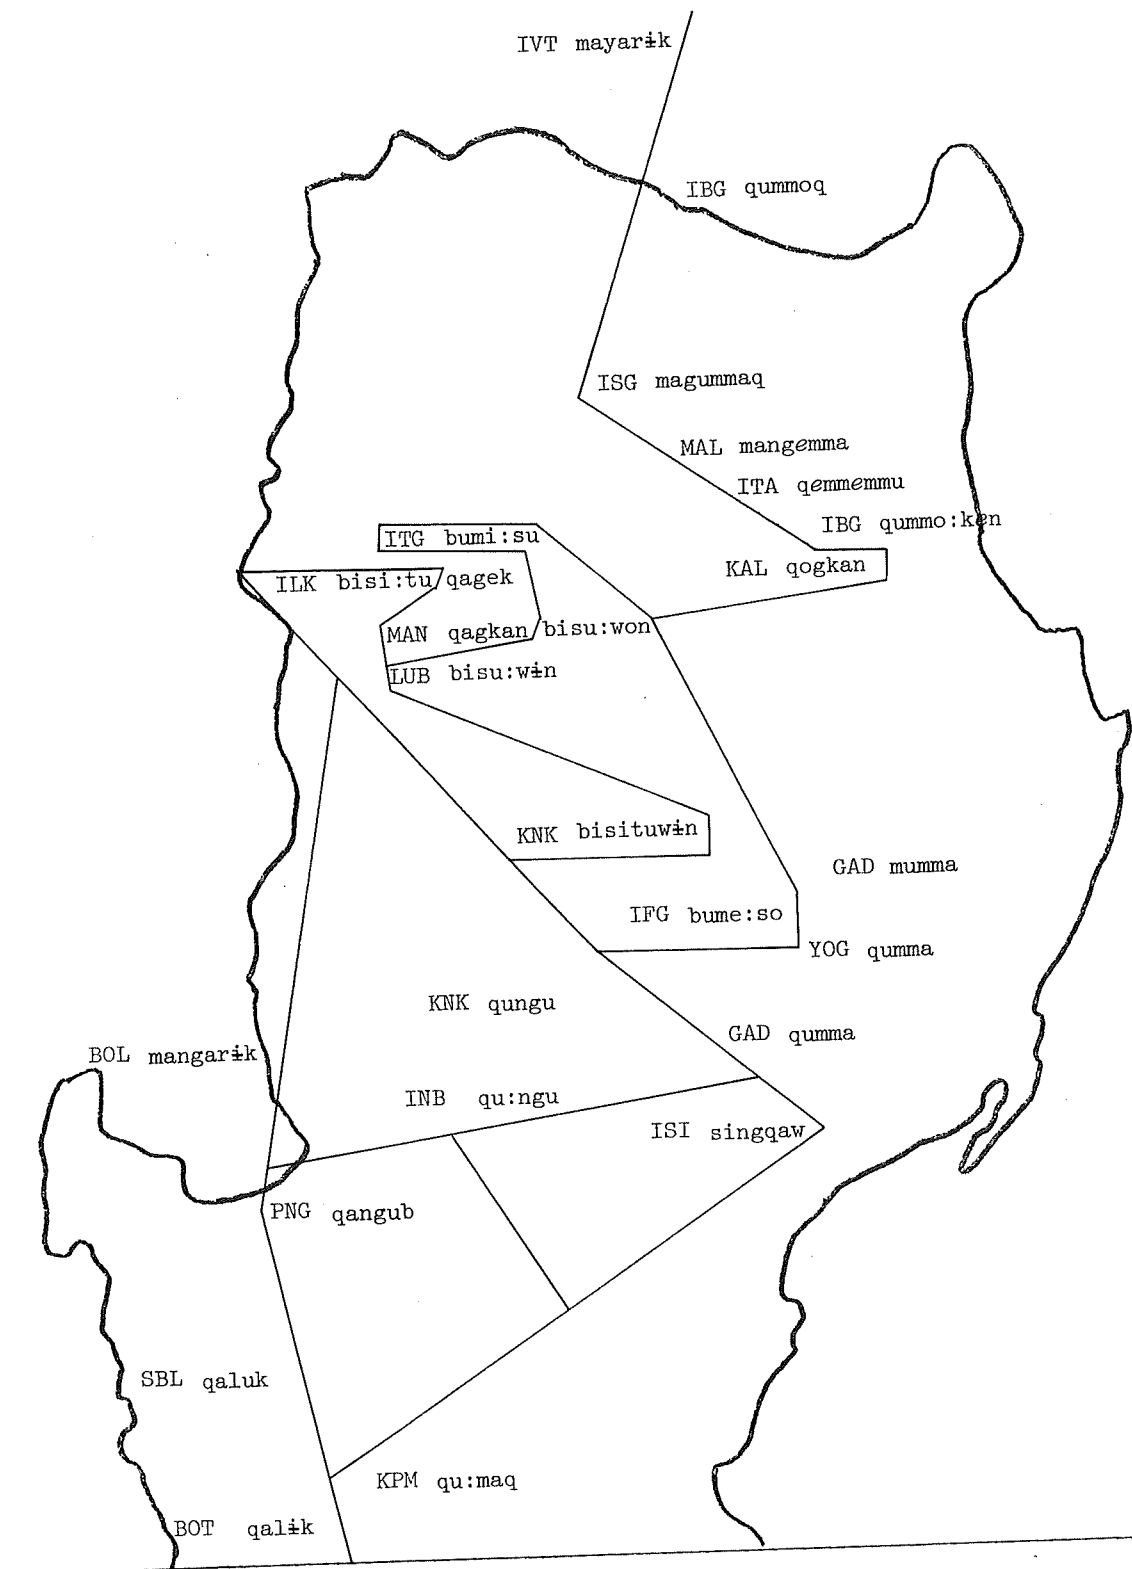 IVT mayarɨk
IBG qummoq
ISG magummaq
MAL mangemma
ITA qemmemmu
IBG qummo:ken
ITG bumi:su
KAL qogkan
ILK bisi:tu/qagek
MAN qagkan bisu:won
LUB bisu:wɨn
KNK bisituwɨn
GAD mumma
IFG bume:so
YOG qumma
KNK qungu
GAD qumma
BOL mangarɨk
INB qu:ngu
ISI singqaw
PNG qangub
SBL qaluk
KPM qu:maq
BOT qalɨk